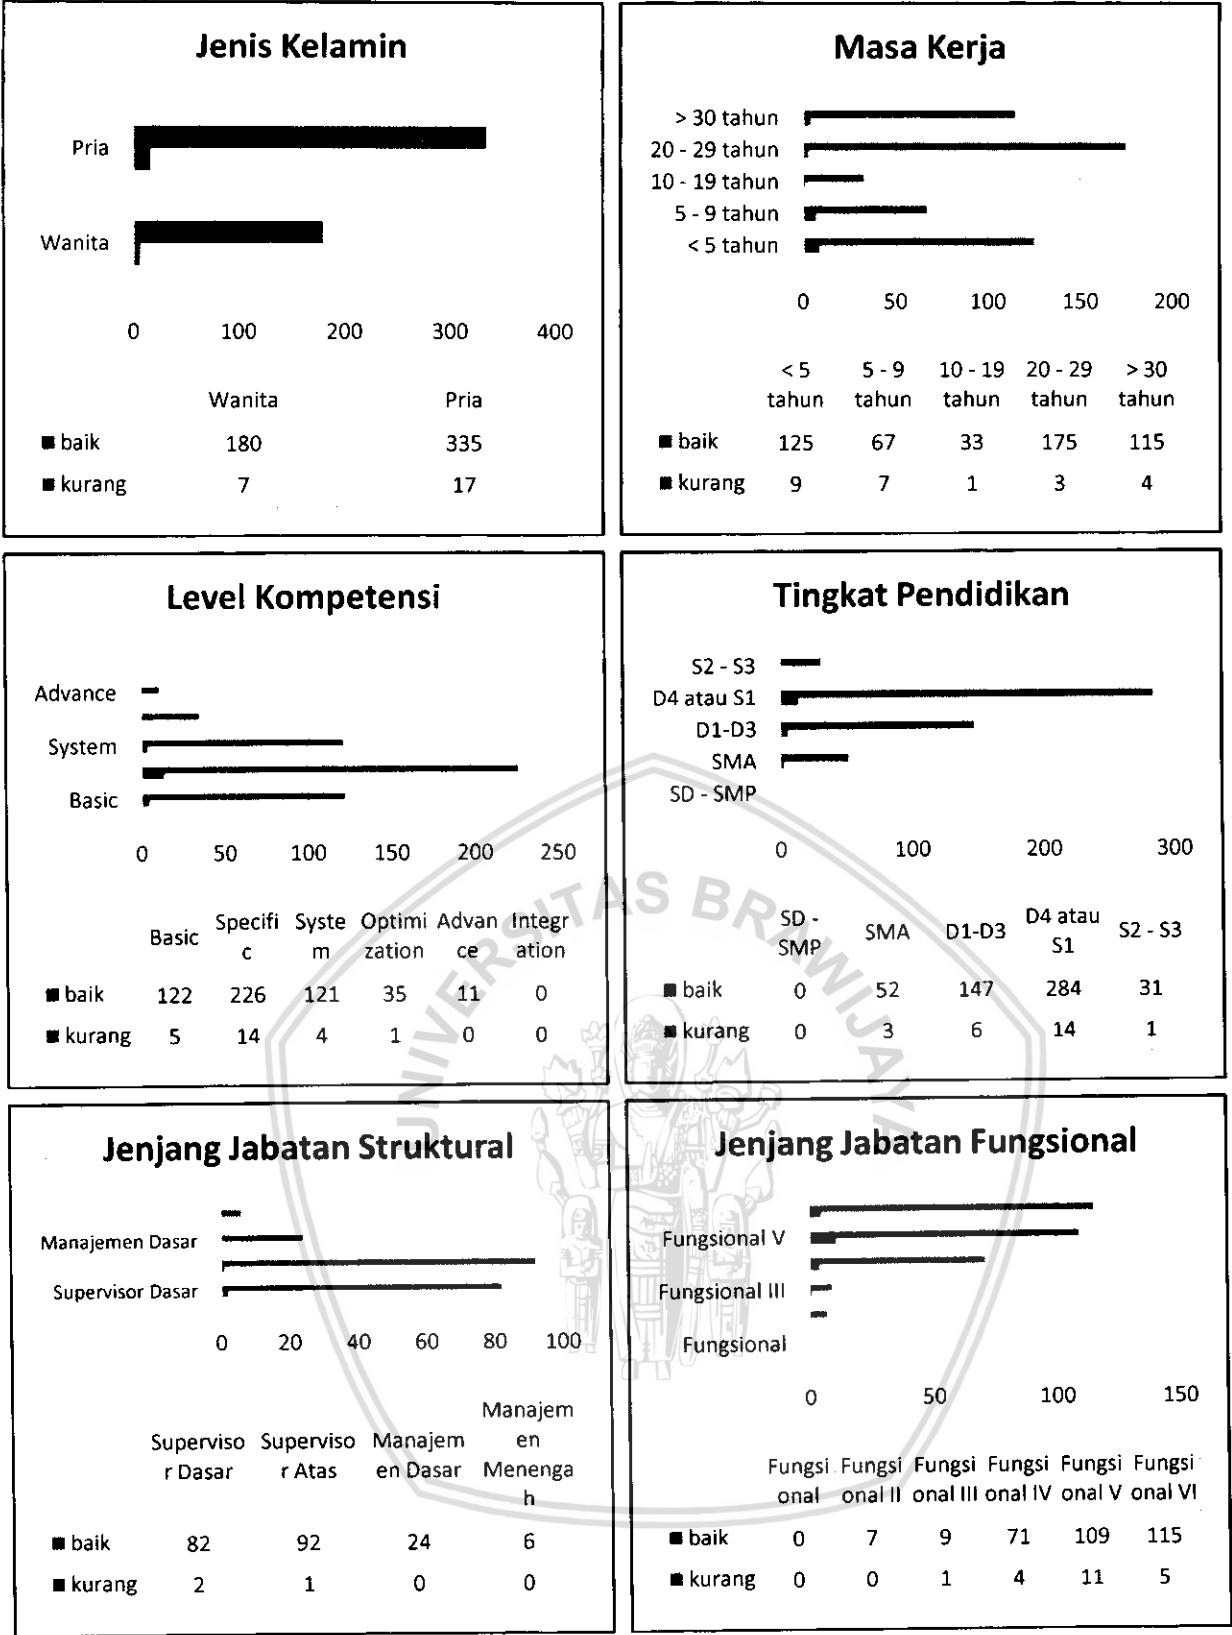 Jenis Kelamin
Pria
Wanita
0 100 200 300 400
Wanita Pria
baik 180 335
kurang 7 17
Masa Kerja
> 30 tahun
20 - 29 tahun
10 - 19 tahun
5 - 9 tahun
< 5 tahun
0 50 100 150 200
< 5 5 - 9 10 - 19 20 - 29 > 30
tahun tahun tahun tahun tahun
baik 125 67 33 175 115
kurang 9 7 1 3 4
Level Kompetensi
Advance
System
Basic
0 50 100 150 200 250
Basic Specifi Syste Optimi Advan Integr
c m zation ce ation
baik 122 226 121 35 11 0
kurang 5 14 4 1 0 0
Tingkat Pendidikan
S2 - S3
D4 atau S1
D1-D3
SMA
SD - SMP
0 100 200 300
SD - SMA D1-D3 D4 atau S2 - S3
SMP S1
baik 0 52 147 284 31
kurang 0 3 6 14 1
UNIVERSITAS BRAWIJAYA
Jenjang Jabatan Struktural
Manajemen Dasar
Supervisor Dasar
0 20 40 60 80 100
Manajem
Superviso Superviso Manajem en
r Dasar r Atas en Dasar Menenga
h
baik 82 92 24 6
kurang 2 1 0 0
Jenjang Jabatan Fungsional
Fungsional V
Fungsional III
Fungsional
0 50 100 150
Fungsi Fungsi Fungsi Fungsi Fungsi Fungsi
onal onal II onal III onal IV onal V onal VI
baik 0 7 9 71 109 115
kurang 0 0 1 4 11 5